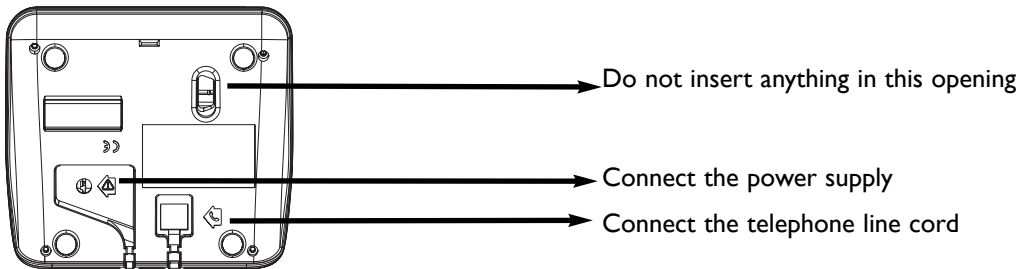 Do not insert anything in this opening
Connect the power supply
Connect the telephone line cord